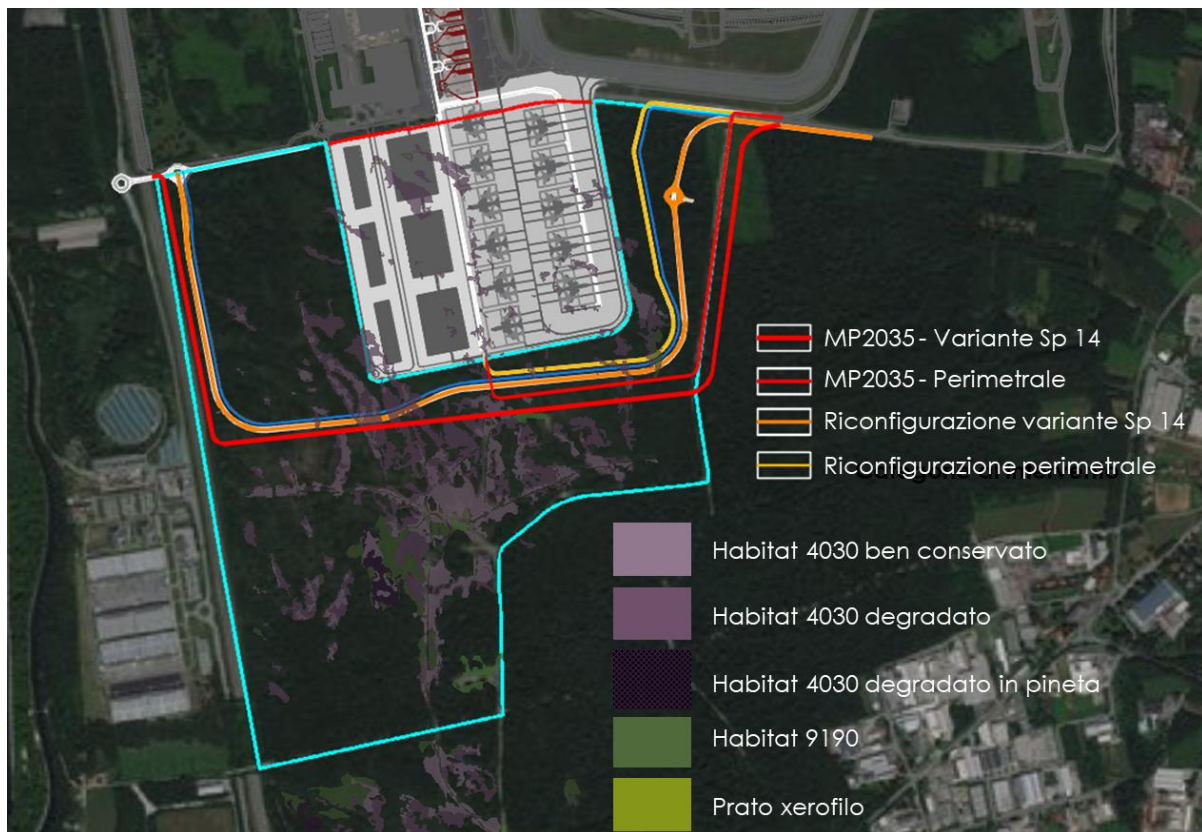 MP2035 - Variante Sp 14
MP2035 - Perimetrale
Riconfigurazione variante Sp 14
Riconfigurazione perimetrale
Habitat 4030 ben conservato
Habitat 4030 degradato
Habitat 4030 degradato in pineta
Habitat 9190
Prato xerofilo